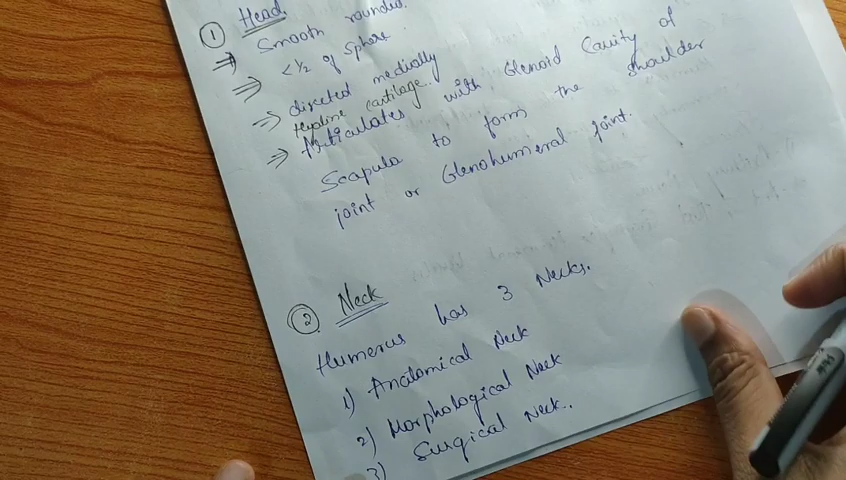 ① Head.
⇒ Smooth rounded.
⇒ <1/2 of sphere.
⇒ directed medially
Hyaline cartilage.
⇒ Articulates with Glenoid Cavity of
Scapula to form the shoulder
joint or Glenohumeral joint.
② Neck
Humerus has 3 Necks.
1) Anatomical Neck
2) Morphological Neck
3) Surgical Neck..